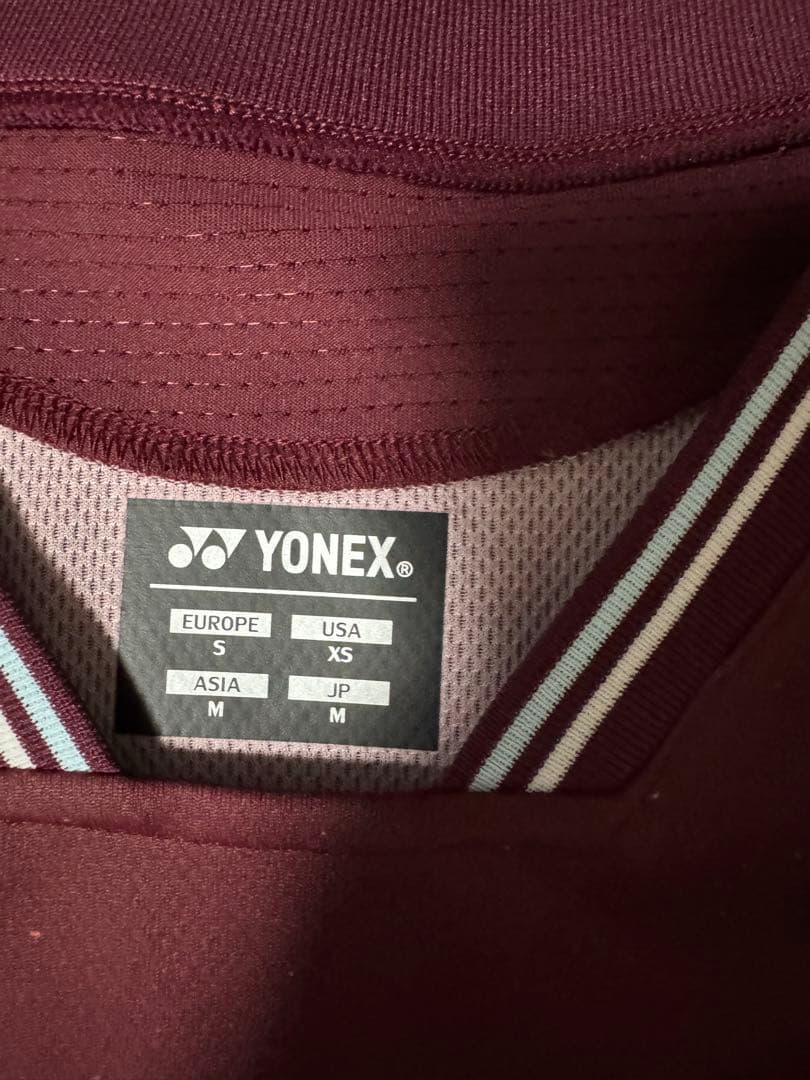 YONEX®
EUROPE USA
S XS
ASIA JP
M M